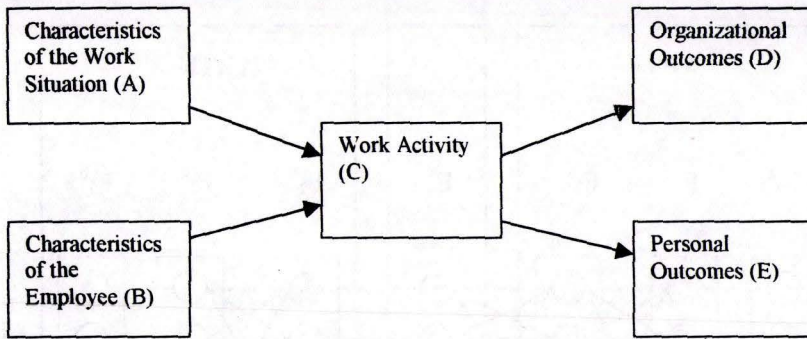 Characteristics
of the Work
Situation (A)
Organizational
Outcomes (D)
Work Activity
(C)
Characteristics
of the
Employee (B)
Personal
Outcomes (E)